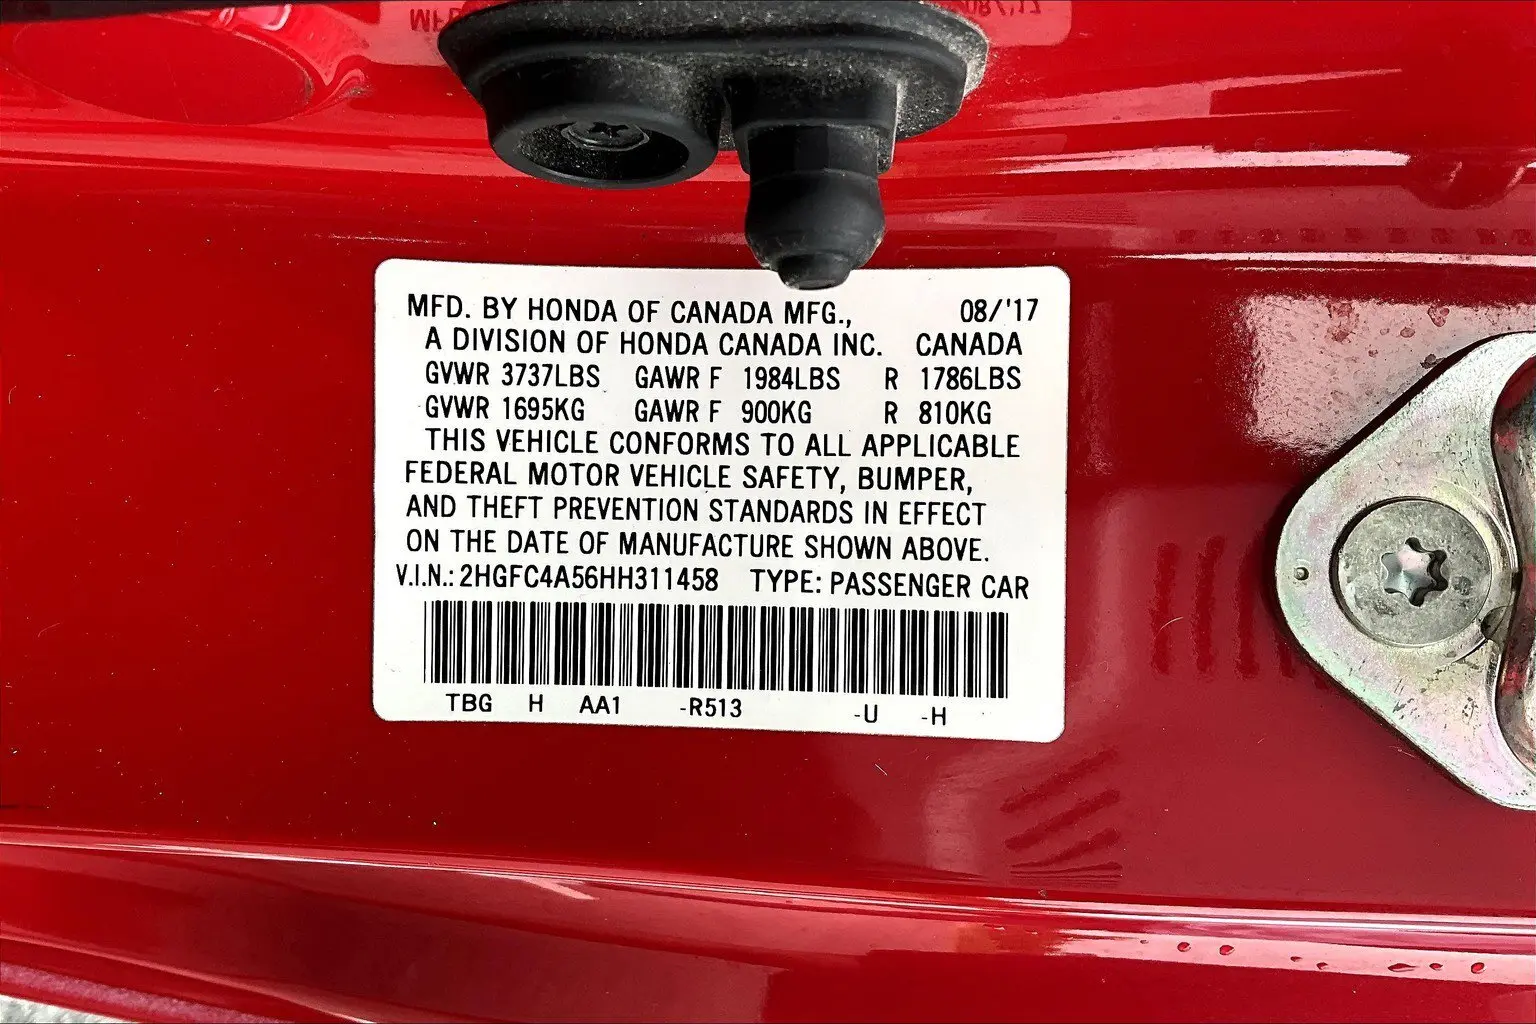 MFD. BY HONDA OF CANADA MFG., 08/'17
A DIVISION OF HONDA CANADA INC. CANADA
GVWR 3737LBS GAWR F 1984LBS R 1786LBS
GVWR 1695KG GAWR F 900KG R 810KG
THIS VEHICLE CONFORMS TO ALL APPLICABLE
FEDERAL MOTOR VEHICLE SAFETY, BUMPER,
AND THEFT PREVENTION STANDARDS IN EFFECT
ON THE DATE OF MANUFACTURE SHOWN ABOVE.
V.I.N.: 2HGFC4A56HH311458 TYPE: PASSENGER CAR
TBG H AA1 -R513 -U -H